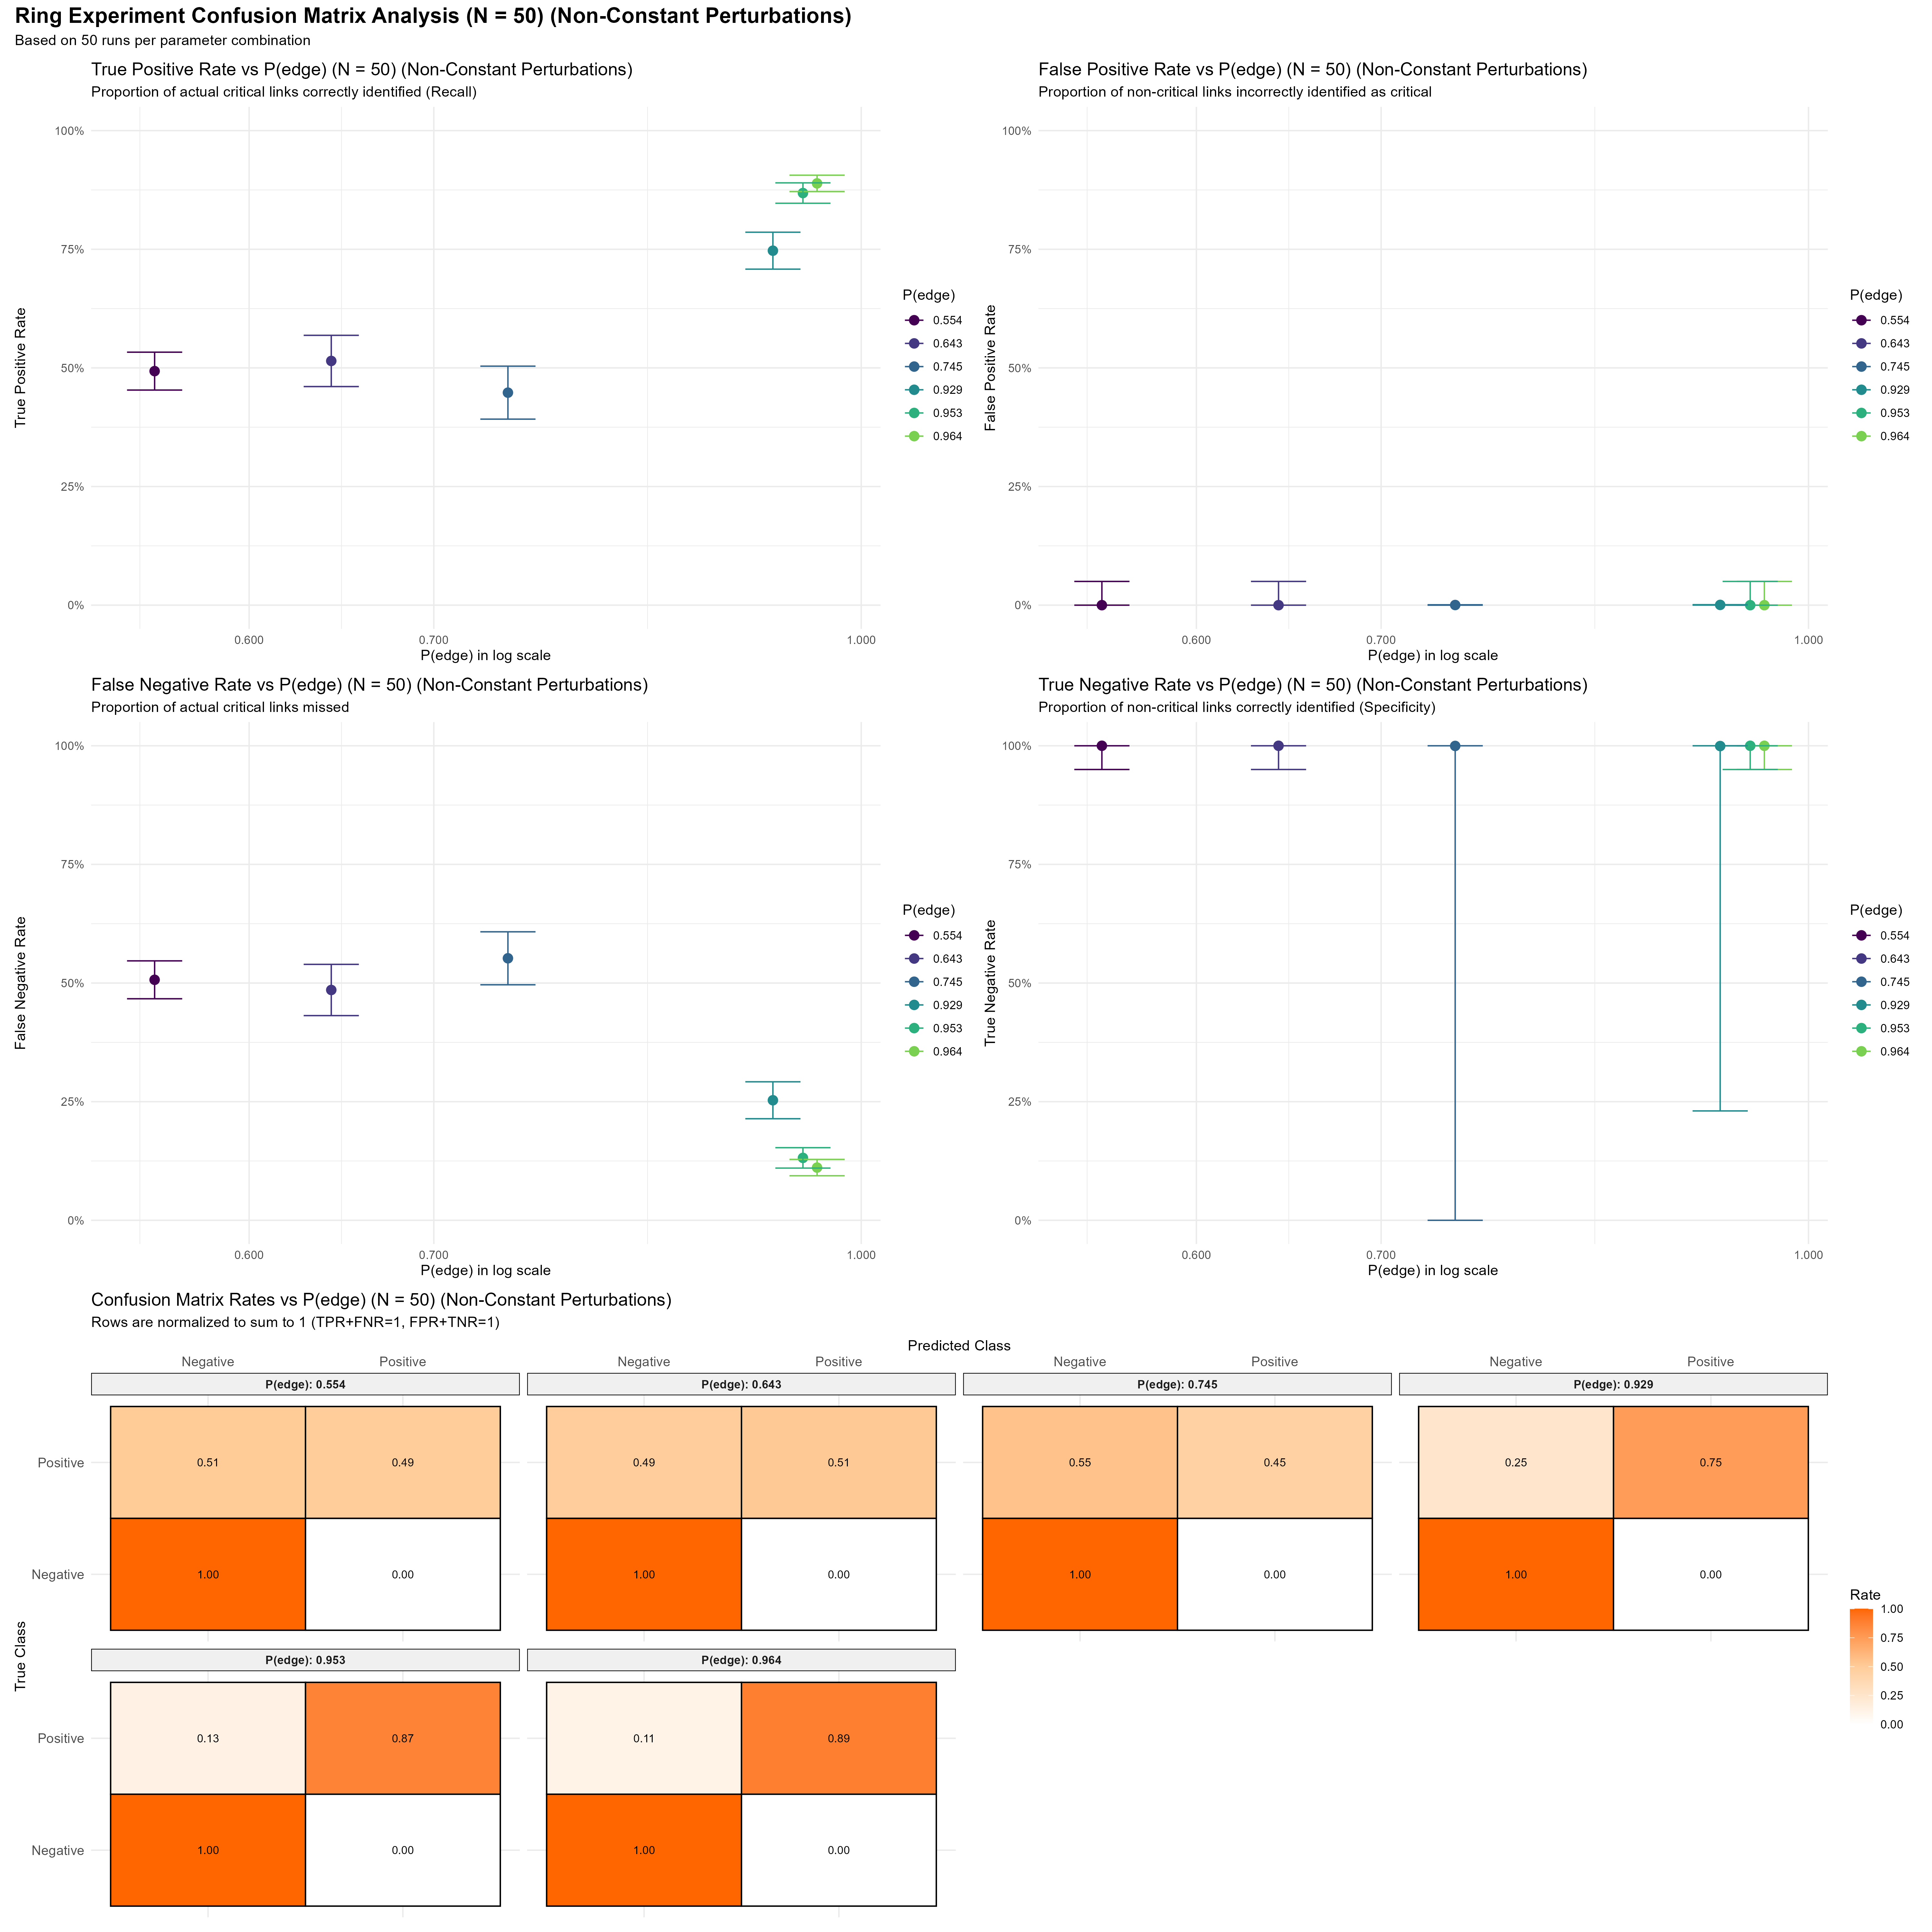 Ring Experiment Confusion Matrix Analysis (N = 50) (Non-Constant Perturbations)
Based on 50 runs per parameter combination
True Positive Rate vs P(edge) (N = 50) (Non-Constant Perturbations)
Proportion of actual critical links correctly identified (Recall)
True Positive Rate
100%
75%
50%
25%
0%
0.600
0.700
1.000
P(edge) in log scale
P(edge)
0.554
0.643
0.745
0.929
0.953
0.964
False Positive Rate vs P(edge) (N = 50) (Non-Constant Perturbations)
Proportion of non-critical links incorrectly identified as critical
False Positive Rate
100%
75%
50%
25%
0%
0.600
0.700
1.000
P(edge) in log scale
P(edge)
0.554
0.643
0.745
0.929
0.953
0.964
False Negative Rate vs P(edge) (N = 50) (Non-Constant Perturbations)
Proportion of actual critical links missed
False Negative Rate
100%
75%
50%
25%
0%
0.600
0.700
1.000
P(edge) in log scale
P(edge)
0.554
0.643
0.745
0.929
0.953
0.964
True Negative Rate vs P(edge) (N = 50) (Non-Constant Perturbations)
Proportion of non-critical links correctly identified (Specificity)
True Negative Rate
100%
75%
50%
25%
0%
0.600
0.700
1.000
P(edge) in log scale
P(edge)
0.554
0.643
0.745
0.929
0.953
0.964
Confusion Matrix Rates vs P(edge) (N = 50) (Non-Constant Perturbations)
Rows are normalized to sum to 1 (TPR+FNR=1, FPR+TNR=1)
Predicted Class
Negative Positive Negative Positive Negative Positive Negative Positive
P(edge): 0.554 P(edge): 0.643 P(edge): 0.745 P(edge): 0.929
Positive 0.51 0.49 0.49 0.51 0.55 0.45 0.25 0.75
Negative 1.00 0.00 1.00 0.00 1.00 0.00 1.00 0.00
True Class
P(edge): 0.953 P(edge): 0.964
Positive 0.13 0.87 0.11 0.89
Negative 1.00 0.00 1.00 0.00
Rate
1.00
0.75
0.50
0.25
0.00